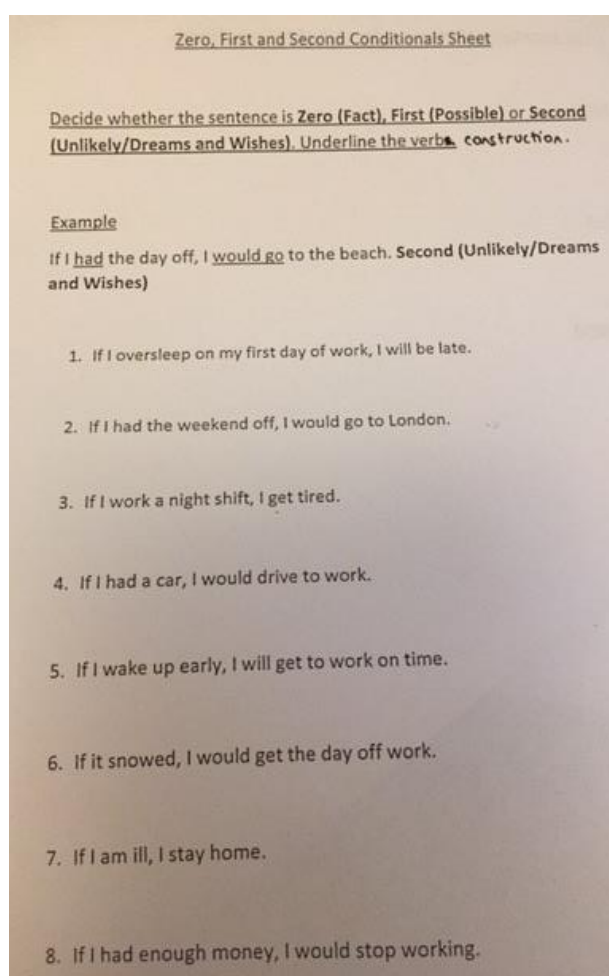 Zero, First and Second Conditionals Sheet
Decide whether the sentence is Zero (Fact), First (Possible) or Second
(Unlikely/Dreams and Wishes). Underline the verb construction.
Example
If I had the day off, I would go to the beach. Second (Unlikely/Dreams
and Wishes)
1. If I oversleep on my first day of work, I will be late.
2. If I had the weekend off, I would go to London.
3. If I work a night shift, I get tired.
4. If I had a car, I would drive to work.
5. If I wake up early, I will get to work on time.
6. If it snowed, I would get the day off work.
7. If I am ill, I stay home.
8. If I had enough money, I would stop working.